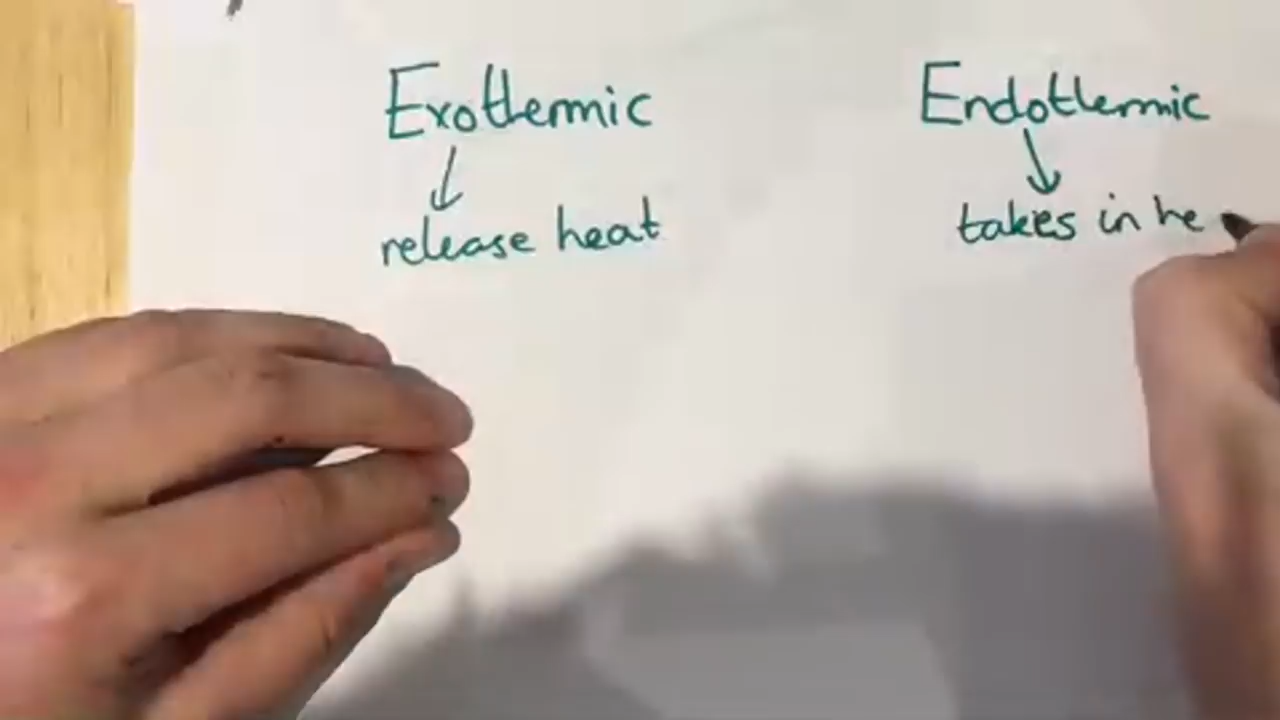 Exothermic Endothermic
↓ ↓
release heat takes in he